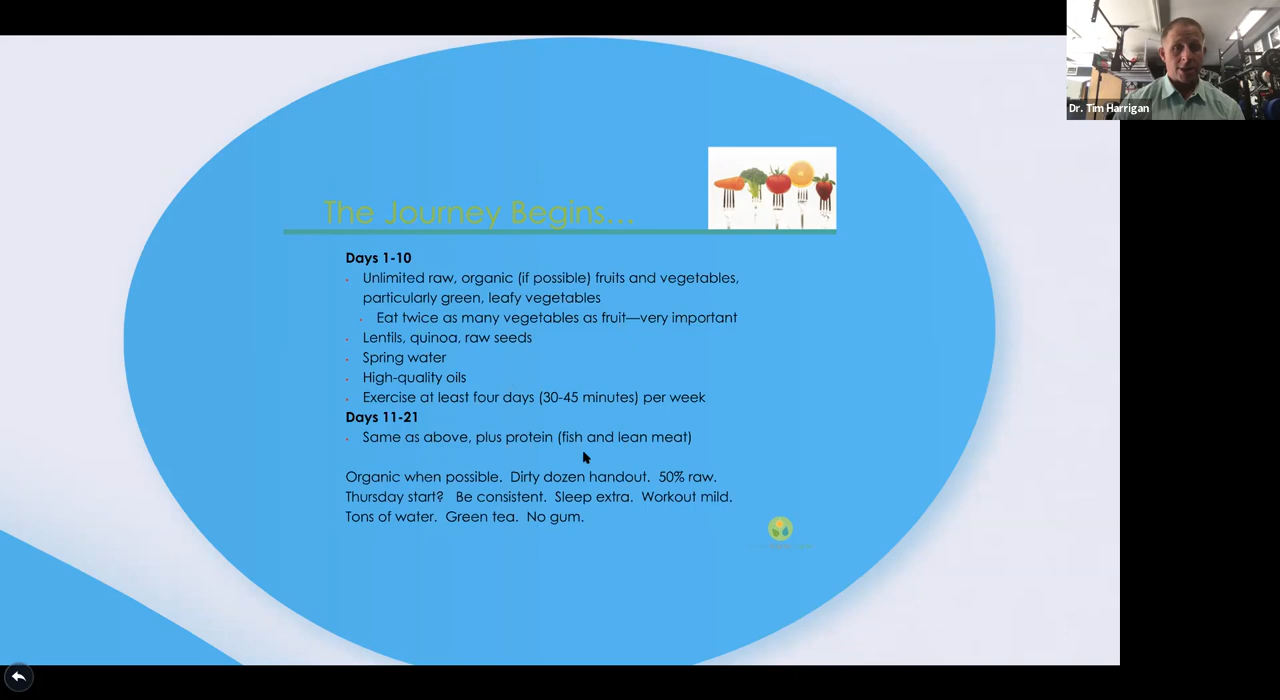 Dr. Tim Harrigan
The Journey Begins...
Days 1-10
Unlimited raw, organic (if possible) fruits and vegetables,
particularly green, leafy vegetables
Eat twice as many vegetables as fruit—very important
Lentils, quinoa, raw seeds
Spring water
High-quality oils
Exercise at least four days (30-45 minutes) per week
Days 11-21
Same as above, plus protein (fish and lean meat)
Organic when possible.  Dirty dozen handout.  50% raw.
Thursday start?   Be consistent.  Sleep extra.  Workout mild.
Tons of water.  Green tea.  No gum.